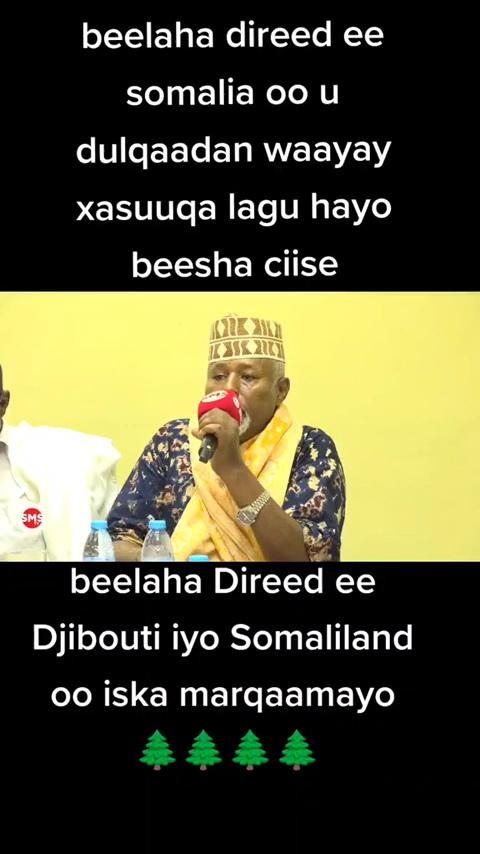 beelaha direed ee
somalia oo u
dulqaadan waayay
xasuuqa lagu hayo
beesha ciise
SMS
beelaha Direed ee
Djibouti iyo Somaliland
oo iska marqaamayo
🌲🌲🌲🌲